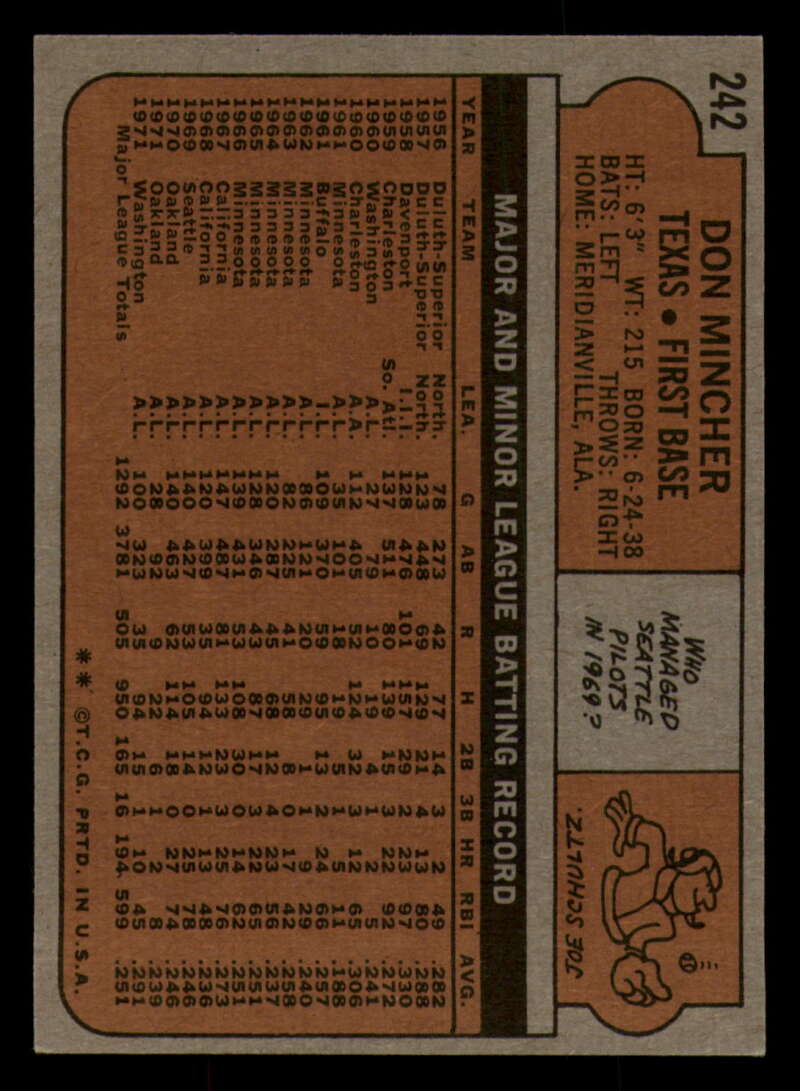 242
DON MINCHER
TEXAS • FIRST BASE
HT: 6'3" WT: 215 BORN: 6-24-38
BATS: LEFT THROWS: RIGHT
HOME: MERIDIANVILLE, ALA.
WHO
MANAGED
SEATTLE
PILOTS
IN 1969?
JOE SCHULTZ.
MAJOR AND MINOR LEAGUE BATTING RECORD
YEAR TEAM LEA. G AB R H 2B 3B HR RBI AVG.
1956 Duluth-Superior North. 78 273 42 77 14 3 2 49 .282
1957 Duluth-Superior North. 123 448 69 129 21 4 13 80 .288
1958 Davenport I.I.I. 128 476 101 157 29 2 23 97 .330
1959 Charleston So. Atl. 137 511 80 139 15 3 22 92 .272
1960 Washington A.L. 27 79 10 19 4 1 2 5 .241
1960 Charleston A.A. 112 405 52 124 32 3 15 65 .306
1961 Minnesota A.L. 35 101 18 19 5 1 5 11 .188
1961 Buffalo I.L. 109 370 59 95 13 2 24 66 .257
1962 Minnesota A.L. 86 121 20 29 1 1 9 29 .240
1963 Minnesota A.L. 82 225 41 58 8 0 17 42 .258
1964 Minnesota A.L. 120 287 45 68 12 4 23 56 .237
1965 Minnesota A.L. 128 346 43 87 17 3 22 65 .251
1966 Minnesota A.L. 139 431 53 108 30 0 14 62 .251
1967 California A.L. 147 487 81 133 23 3 25 76 .273
1968 California A.L. 120 399 35 94 12 1 13 48 .236
1969 Seattle A.L. 140 427 53 105 14 0 25 78 .246
1970 Oakland A.L. 140 463 62 114 18 0 27 74 .246
1971 Oakland A.L. 28 92 9 22 6 1 2 8 .239
1971 Washington A.L. 100 323 35 94 15 1 10 45 .291
Major League Totals 1292 3781 505 950 165 16 194 599 .251
** ©T.C.G. PRTD. IN U.S.A.